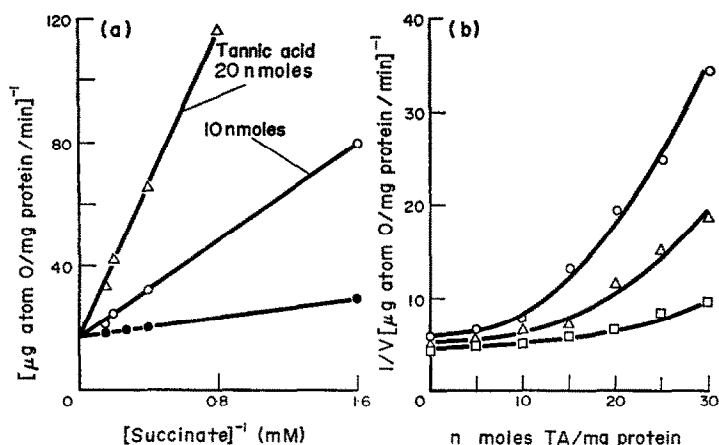 (a)
[μg atom O/mg protein/min]⁻¹
120
80
40
0
0·8
1·6
[Succinate]⁻¹ (mM)
Tannic acid
20 n moles
10 nmoles
(b)
1/V [μg atom O/mg protein/min]⁻¹
40
30
20
10
0
0
10
20
30
n moles TA/mg protein